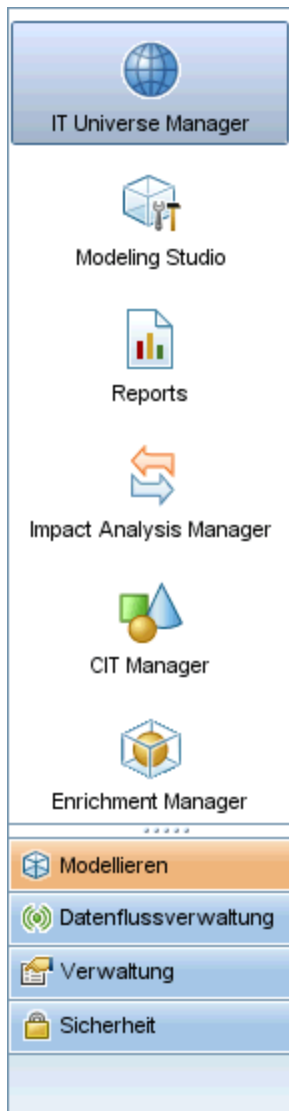 IT Universe Manager
Modeling Studio
Reports
Impact Analysis Manager
CIT Manager
Enrichment Manager
Modellieren
Datenflussverwaltung
Verwaltung
Sicherheit